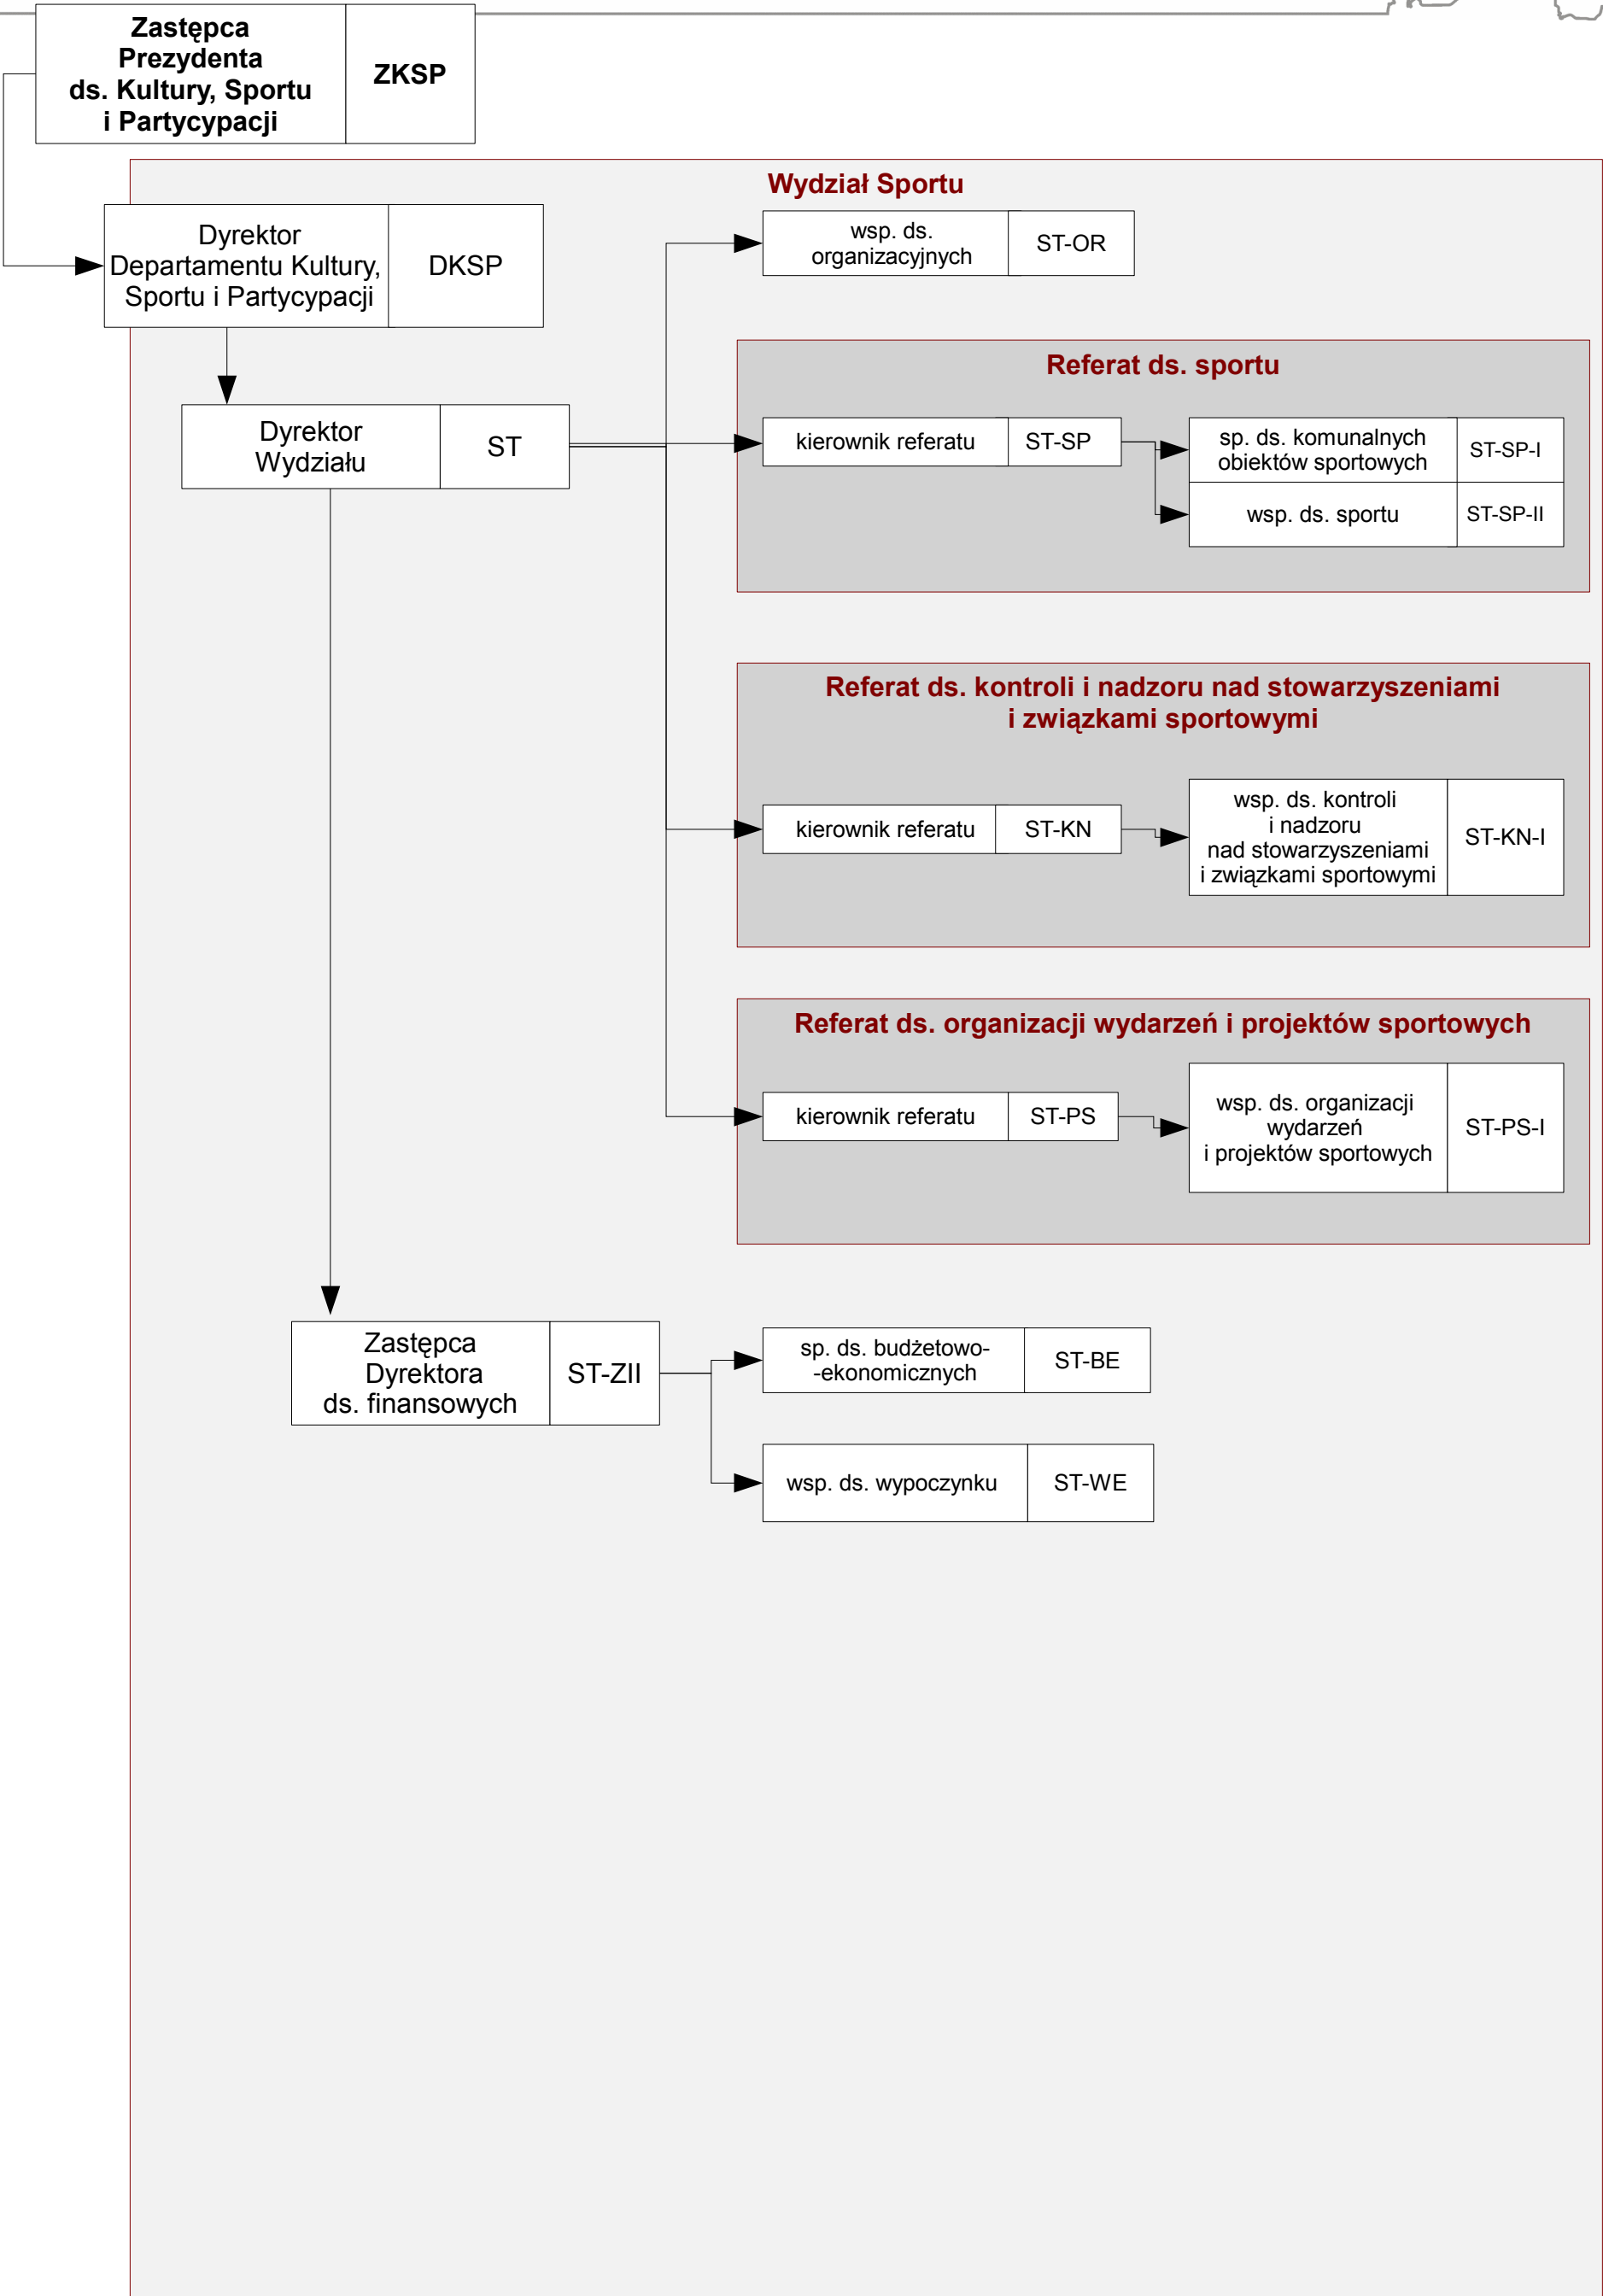 Zastępca
Prezydenta
ds. Kultury, Sportu
i Partycypacji
ZKSP
Wydział Sportu
Dyrektor
Departamentu Kultury,
Sportu i Partycypacji
DKSP
wsp. ds.
organizacyjnych
ST-OR
Referat ds. sportu
Dyrektor
Wydziału
ST
kierownik referatu
ST-SP
sp. ds. komunalnych
obiektów sportowych
ST-SP-I
wsp. ds. sportu
ST-SP-II
Referat ds. kontroli i nadzoru nad stowarzyszeniami
i związkami sportowymi
kierownik referatu
ST-KN
wsp. ds. kontroli
i nadzoru
nad stowarzyszeniami
i związkami sportowymi
ST-KN-I
Referat ds. organizacji wydarzeń i projektów sportowych
kierownik referatu
ST-PS
wsp. ds. organizacji
wydarzeń
i projektów sportowych
ST-PS-I
Zastępca
Dyrektora
ds. finansowych
ST-ZII
sp. ds. budżetowo-
-ekonomicznych
ST-BE
wsp. ds. wypoczynku
ST-WE